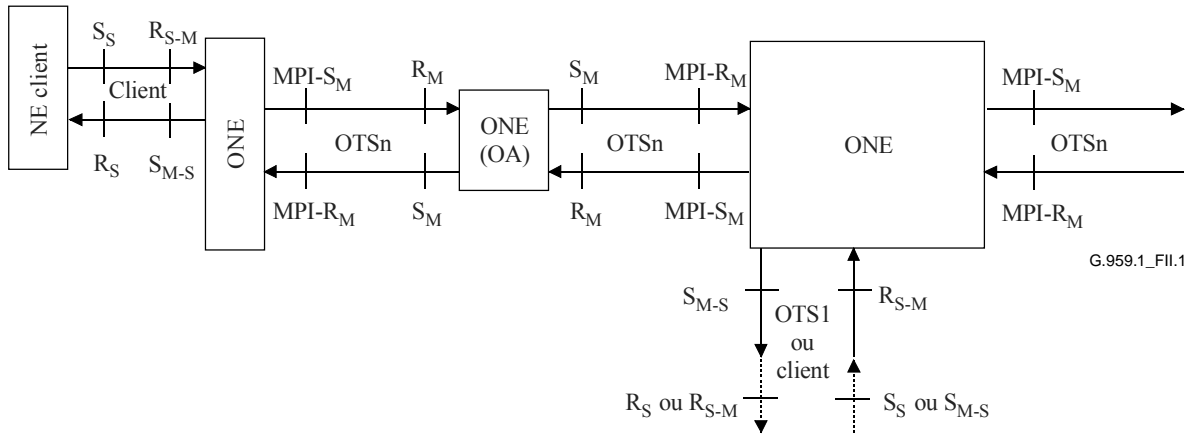 NE client
S_S
R_S-M
Client
R_S
S_M-S
ONE
MPI-S_M
R_M
OTSn
MPI-R_M
S_M
ONE
(OA)
S_M
MPI-R_M
OTSn
R_M
MPI-S_M
ONE
MPI-S_M
OTSn
MPI-R_M
G.959.1_FII.1
S_M-S
R_S-M
OTS1
ou
client
R_S ou R_S-M
S_S ou S_M-S